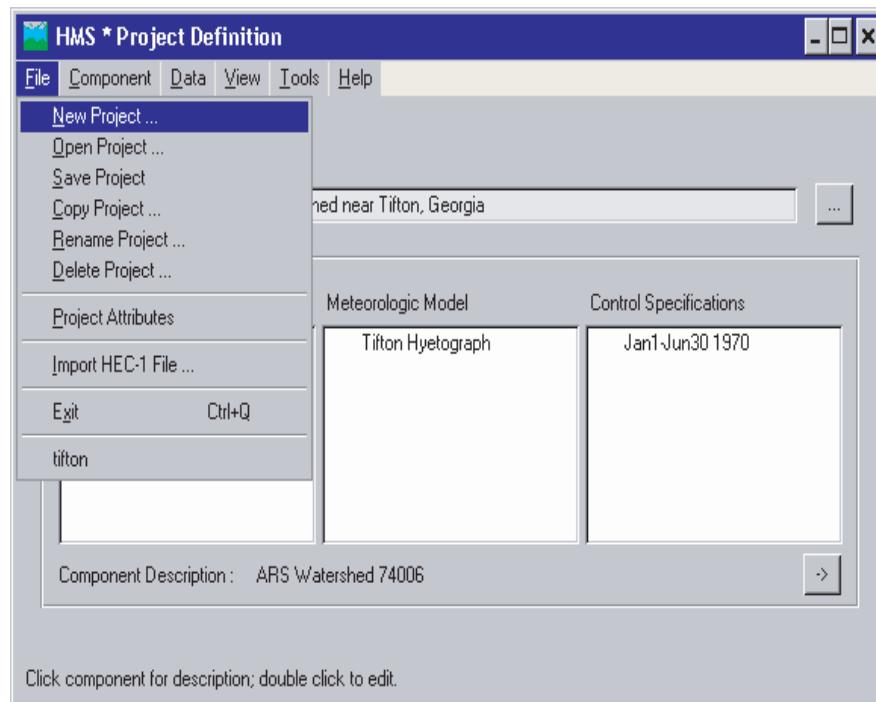 HMS * Project Definition
File Component Data View Tools Help
New Project ...
Open Project ...
Save Project
Copy Project ...
Rename Project ...
Delete Project ...
Project Attributes
Import HEC-1 File ...
Exit Ctrl+Q
tifton
near Tifton, Georgia
...
Meteorologic Model
Control Specifications
Tifton Hyetograph
Jan1-Jun30 1970
Component Description : ARS Watershed 74006
->
Click component for description; double click to edit.